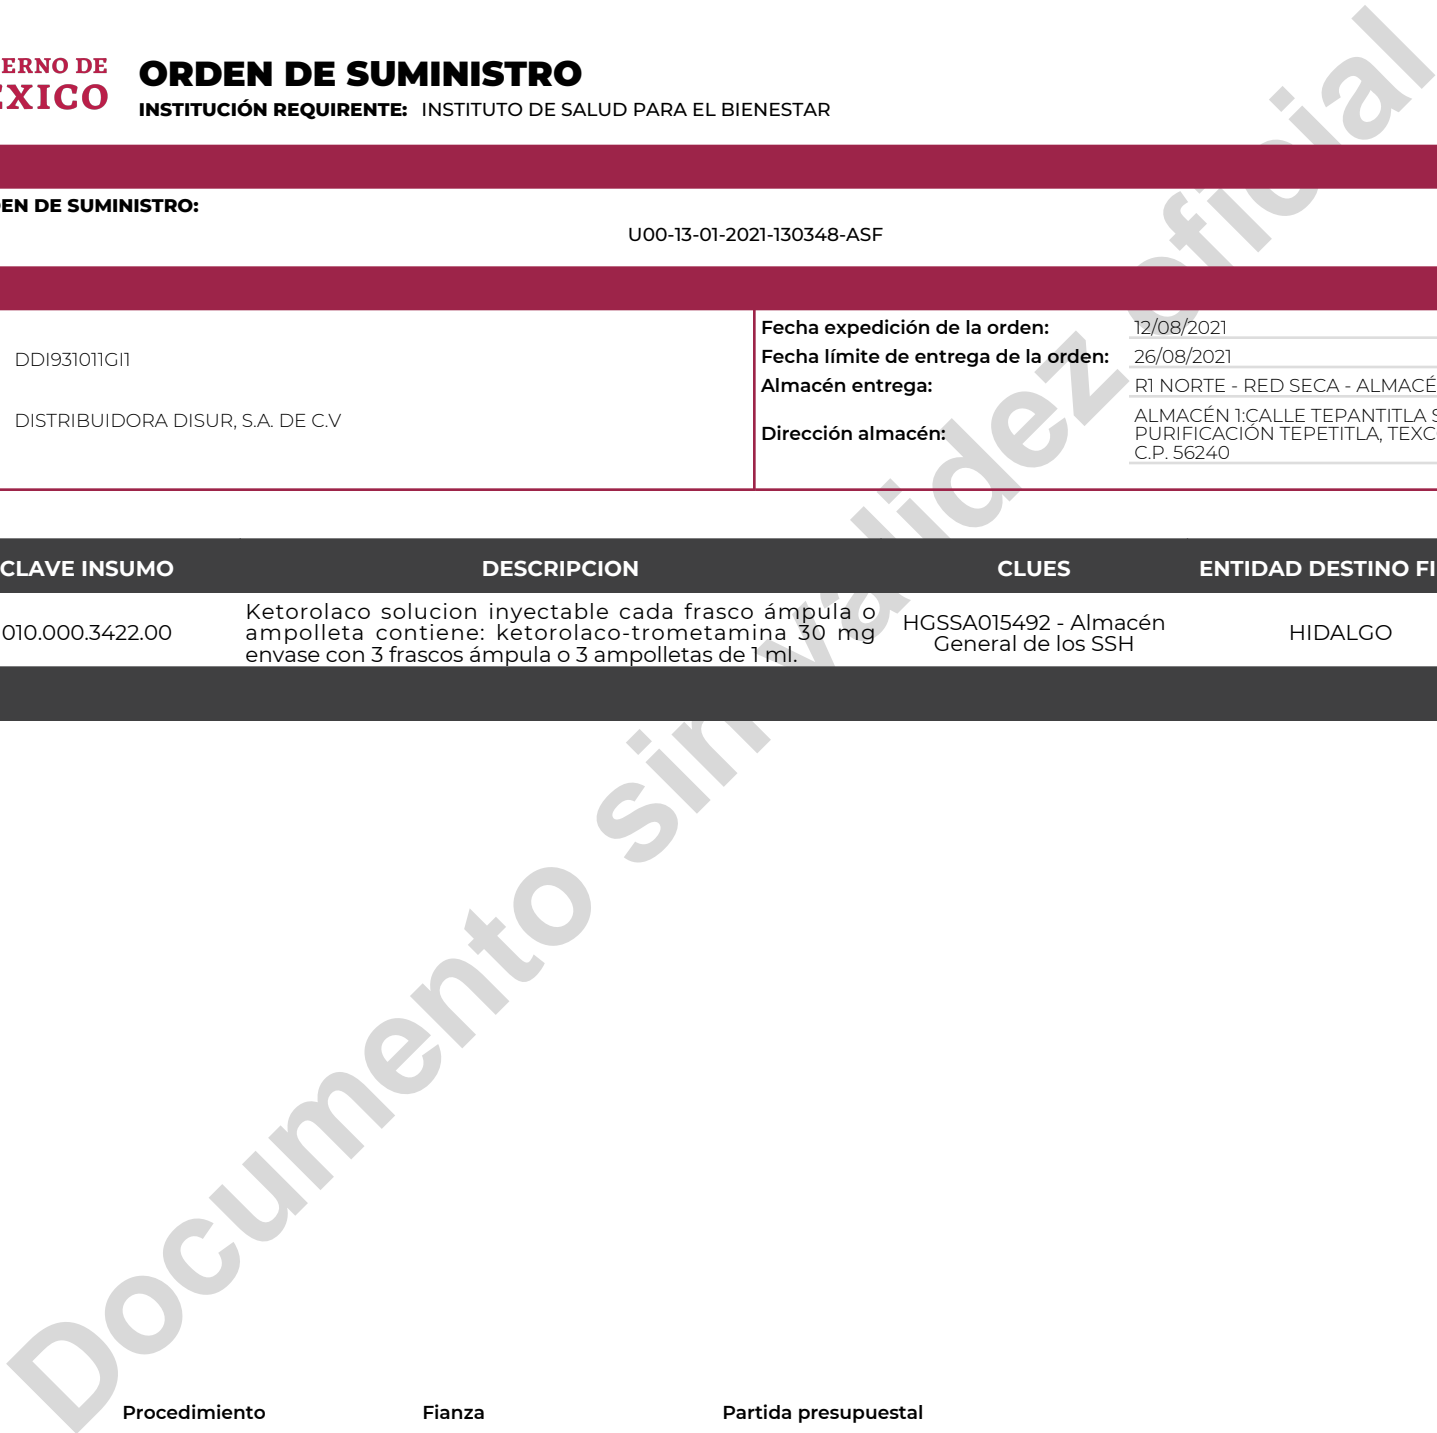 ERNO DE
EXICO
ORDEN DE SUMINISTRO
INSTITUCIÓN REQUIRENTE: INSTITUTO DE SALUD PARA EL BIENESTAR
EN DE SUMINISTRO:
U00-13-01-2021-130348-ASF
DDI931011GI1
DISTRIBUIDORA DISUR, S.A. DE C.V
Fecha expedición de la orden: 12/08/2021
Fecha límite de entrega de la orden: 26/08/2021
Almacén entrega: R1 NORTE - RED SECA - ALMACÉ
Dirección almacén:
ALMACÉN 1:CALLE TEPANTITLA S
PURIFICACIÓN TEPETITLA, TEXC
C.P. 56240
CLAVE INSUMO DESCRIPCION CLUES ENTIDAD DESTINO FI
010.000.3422.00
Ketorolaco solucion inyectable cada frasco ámpula o
ampolleta contiene: ketorolaco-trometamina 30 mg
envase con 3 frascos ámpula o 3 ampolletas de 1 ml.
HGSSA015492 - Almacén
General de los SSH
HIDALGO
Documento sin validez oficial
Procedimiento Fianza Partida presupuestal